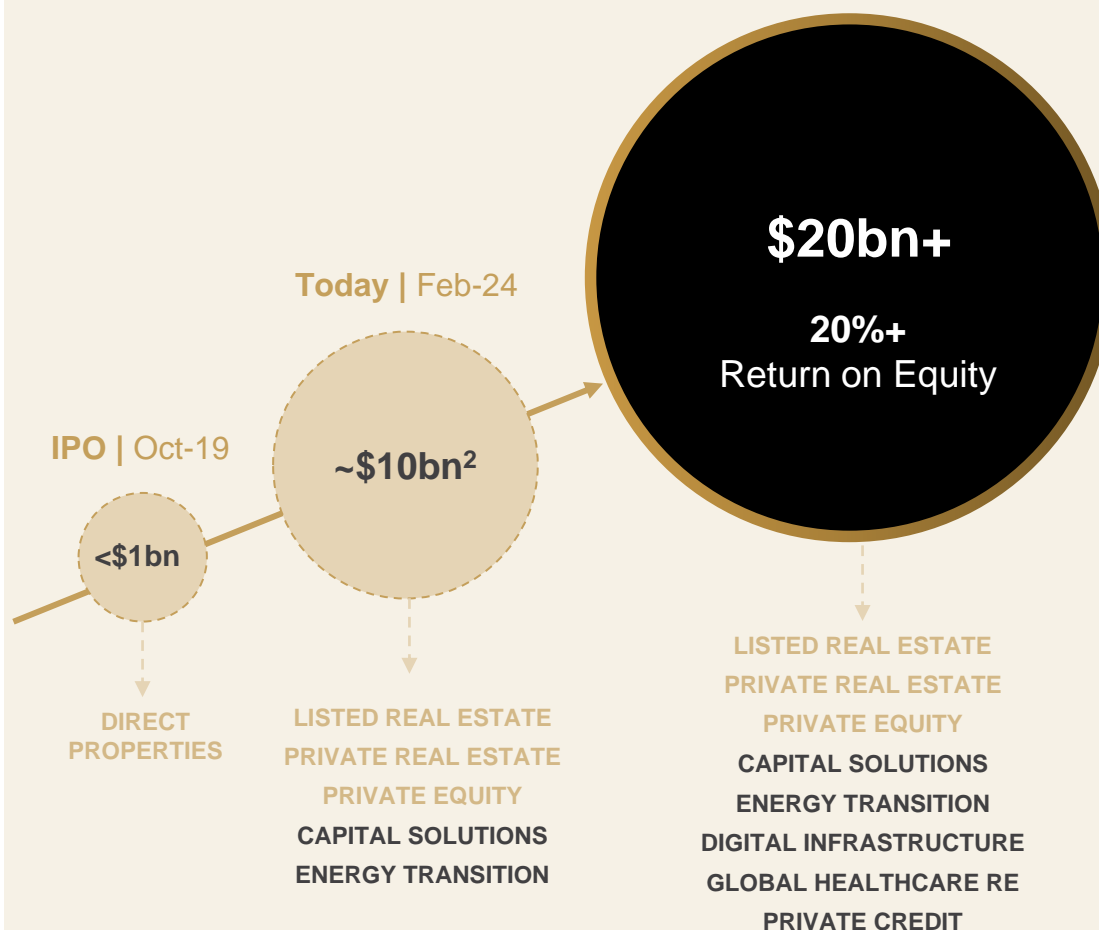 IPO | Oct-19
<$1bn
DIRECT
PROPERTIES
Today | Feb-24
~$10bn²
LISTED REAL ESTATE
PRIVATE REAL ESTATE
PRIVATE EQUITY
CAPITAL SOLUTIONS
ENERGY TRANSITION
$20bn+
20%+
Return on Equity
LISTED REAL ESTATE
PRIVATE REAL ESTATE
PRIVATE EQUITY
CAPITAL SOLUTIONS
ENERGY TRANSITION
DIGITAL INFRASTRUCTURE
GLOBAL HEALTHCARE RE
PRIVATE CREDIT